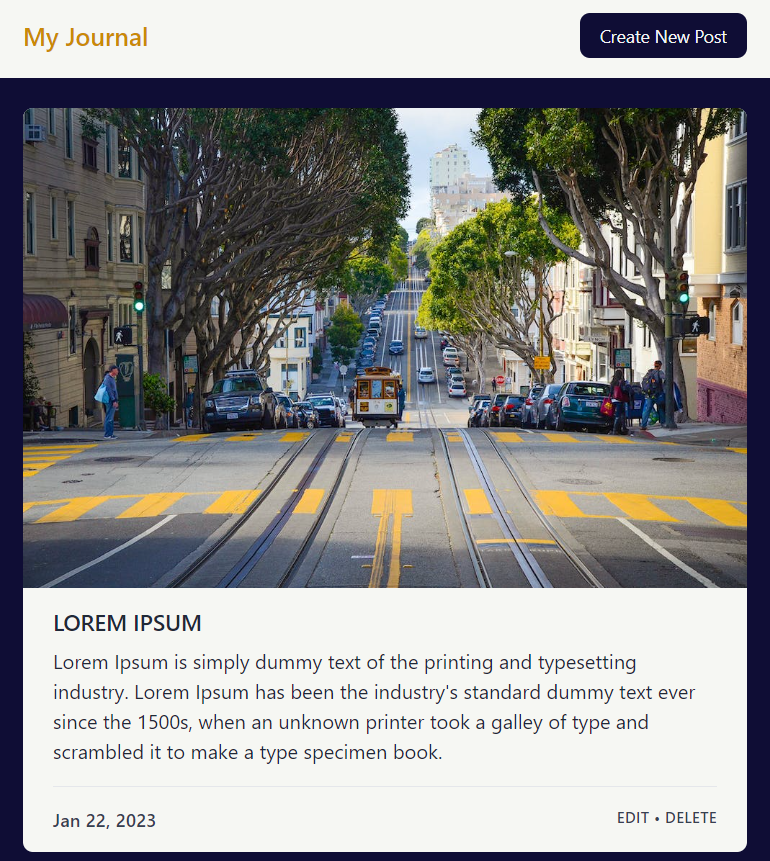 My Journal
Create New Post
LOREM IPSUM
Lorem Ipsum is simply dummy text of the printing and typesetting
industry. Lorem Ipsum has been the industry's standard dummy text ever
since the 1500s, when an unknown printer took a galley of type and
scrambled it to make a type specimen book.
Jan 22, 2023
EDIT • DELETE